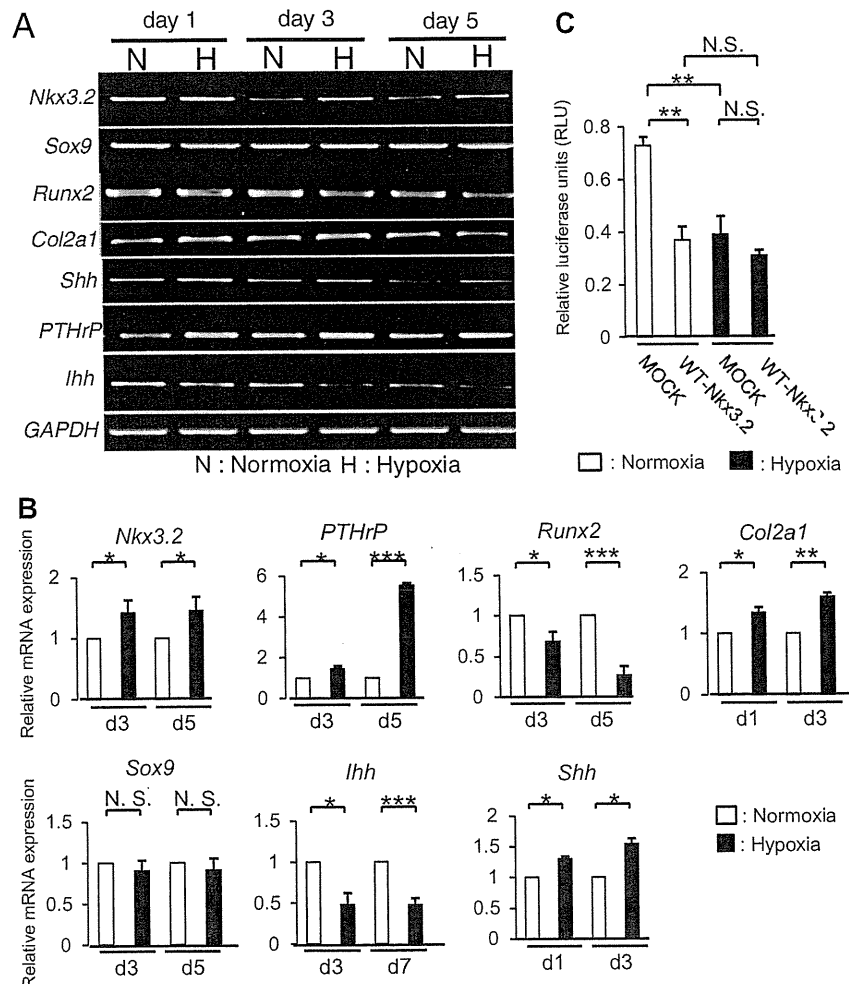 A
day 1 day 3 day 5
N H N H N H
Nkx3.2
Sox9
Runx2
Col2a1
Shh
PTHrP
Ihh
GAPDH
N : Normoxia H : Hypoxia
C
N.S.
**
** N.S.
Relative luciferase units (RLU)
0.8
0.6
0.4
0.2
0
MOCK WT-Nkx3.2 MOCK WT-Nkx3.2
: Normoxia : Hypoxia
B
Relative mRNA expression
Nkx3.2
* *
2
1
0
d3 d5
PTHrP
* ***
6
4
2
0
d3 d5
Runx2
* ***
1.5
1
0.5
0
d3 d5
Col2a1
* **
2
1
0
d1 d3
Relative mRNA expression
Sox9
N. S. N. S.
1.5
1
0.5
0
d3 d5
Ihh
* ***
1.5
1
0.5
0
d3 d7
Shh
* *
2
1.5
1
0.5
0
d1 d3
: Normoxia
: Hypoxia